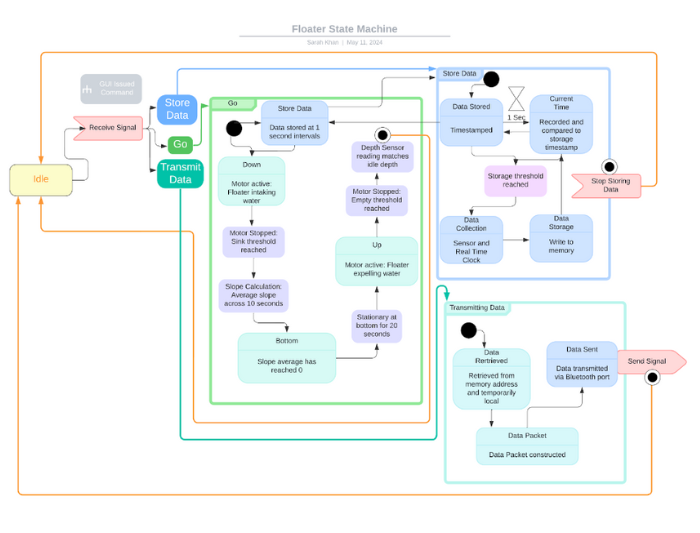 Floater State Machine
Sarah Khan | May 11, 2024
GUI Issued
Command
Receive Signal
Idle
Store
Data
Go
Transmit
Data
Go
Store Data
Data stored at 1
second intervals
Down
Motor active:
Floater intaking
water
Motor Stopped:
Sink threshold
reached
Slope Calculation:
Average slope
across 10 seconds
Bottom
Slope average has
reached 0
Stationary at
bottom for 20
seconds
Up
Motor active: Floater
expelling water
Motor Stopped:
Empty threshold
reached
Depth Sensor
reading matches
idle depth
Store Data
Data Stored
Timestamped
1 Sec
Current
Time
Recorded and
compared to
storage
timestamp
Storage threshold
reached
Data
Collection
Sensor and
Real Time
Clock
Data
Storage
Write to
memory
Stop Storing
Data
Transmitting Data
Data
Rertrieved
Retrieved from
memory address
and temporarily
local
Data Packet
Data Packet constructed
Data Sent
Data transmitted
via Bluetooth port
Send Signal